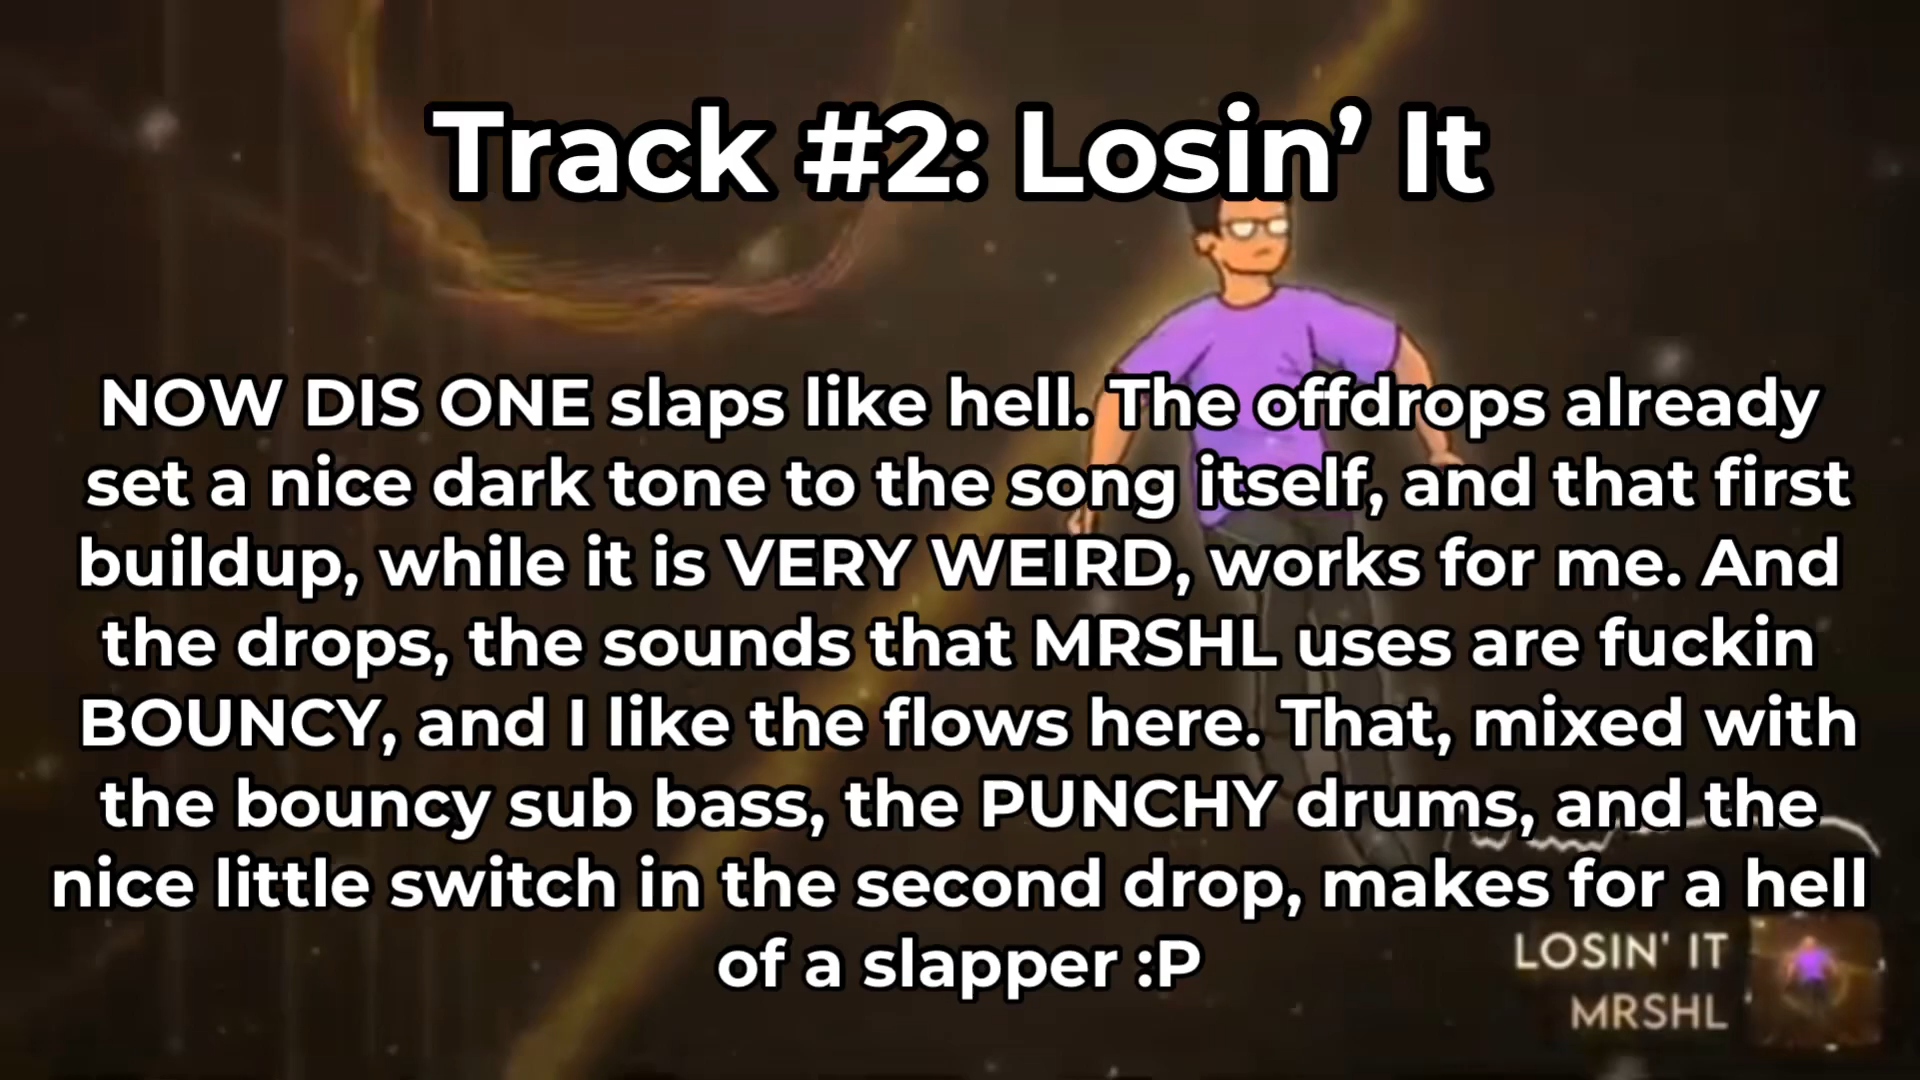 Track #2: Losin’ It
NOW DIS ONE slaps like hell. The offdrops already
set a nice dark tone to the song itself, and that first
buildup, while it is VERY WEIRD, works for me. And
the drops, the sounds that MRSHL uses are fuckin
BOUNCY, and I like the flows here. That, mixed with
the bouncy sub bass, the PUNCHY drums, and the
nice little switch in the second drop, makes for a hell
of a slapper :P
LOSIN' IT
MRSHL